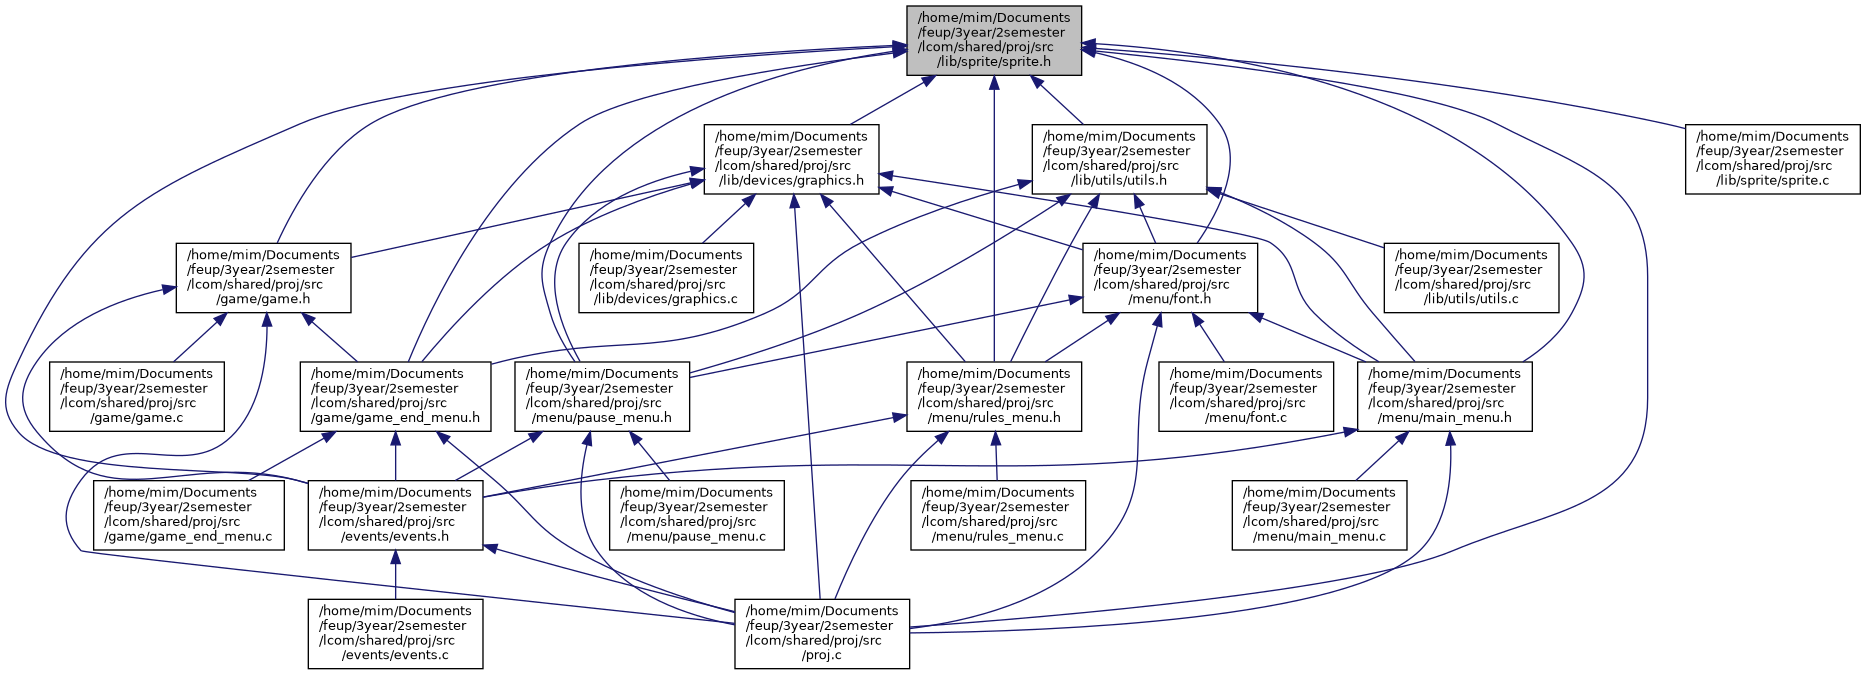 /home/mim/Documents
/feup/3year/2semester
/lcom/shared/proj/src
/lib/sprite/sprite.h
/home/mim/Documents
/feup/3year/2semester
/lcom/shared/proj/src
/lib/devices/graphics.h
/home/mim/Documents
/feup/3year/2semester
/lcom/shared/proj/src
/lib/utils/utils.h
/home/mim/Documents
/feup/3year/2semester
/lcom/shared/proj/src
/lib/sprite/sprite.c
/home/mim/Documents
/feup/3year/2semester
/lcom/shared/proj/src
/game/game.h
/home/mim/Documents
/feup/3year/2semester
/lcom/shared/proj/src
/lib/devices/graphics.c
/home/mim/Documents
/feup/3year/2semester
/lcom/shared/proj/src
/menu/font.h
/home/mim/Documents
/feup/3year/2semester
/lcom/shared/proj/src
/lib/utils/utils.c
/home/mim/Documents
/feup/3year/2semester
/lcom/shared/proj/src
/game/game.c
/home/mim/Documents
/feup/3year/2semester
/lcom/shared/proj/src
/game/game_end_menu.h
/home/mim/Documents
/feup/3year/2semester
/lcom/shared/proj/src
/menu/pause_menu.h
/home/mim/Documents
/feup/3year/2semester
/lcom/shared/proj/src
/menu/rules_menu.h
/home/mim/Documents
/feup/3year/2semester
/lcom/shared/proj/src
/menu/font.c
/home/mim/Documents
/feup/3year/2semester
/lcom/shared/proj/src
/menu/main_menu.h
/home/mim/Documents
/feup/3year/2semester
/lcom/shared/proj/src
/game/game_end_menu.c
/home/mim/Documents
/feup/3year/2semester
/lcom/shared/proj/src
/events/events.h
/home/mim/Documents
/feup/3year/2semester
/lcom/shared/proj/src
/menu/pause_menu.c
/home/mim/Documents
/feup/3year/2semester
/lcom/shared/proj/src
/menu/rules_menu.c
/home/mim/Documents
/feup/3year/2semester
/lcom/shared/proj/src
/menu/main_menu.c
/home/mim/Documents
/feup/3year/2semester
/lcom/shared/proj/src
/events/events.c
/home/mim/Documents
/feup/3year/2semester
/lcom/shared/proj/src
/proj.c